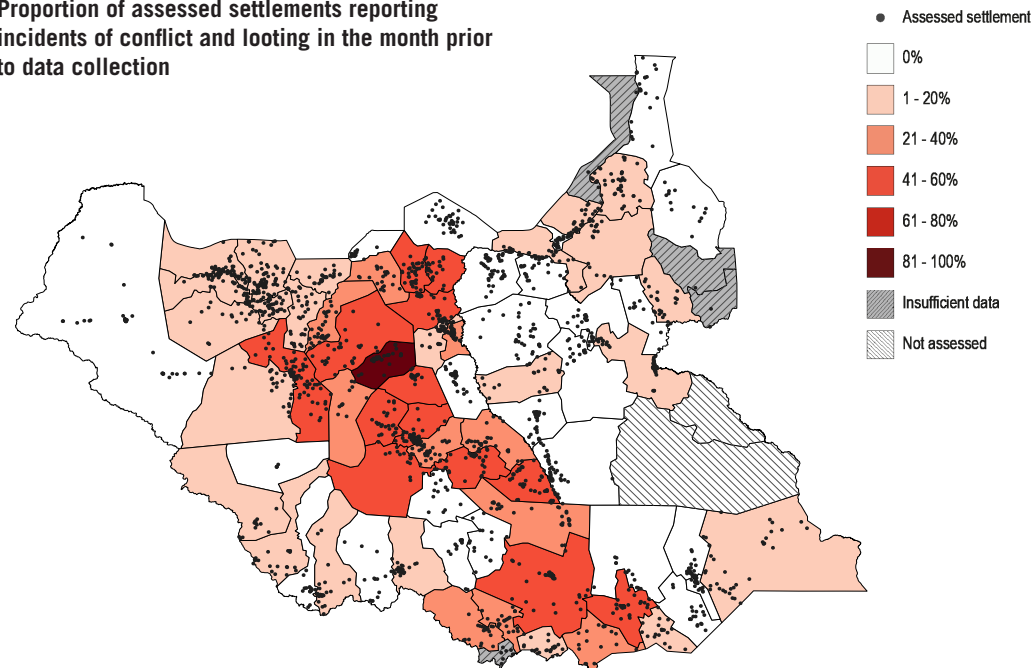 Proportion of assessed settlements reporting
incidents of conflict and looting in the month prior
to data collection
Assessed settlement
0%
1 - 20%
21 - 40%
41 - 60%
61 - 80%
81 - 100%
Insufficient data
Not assessed